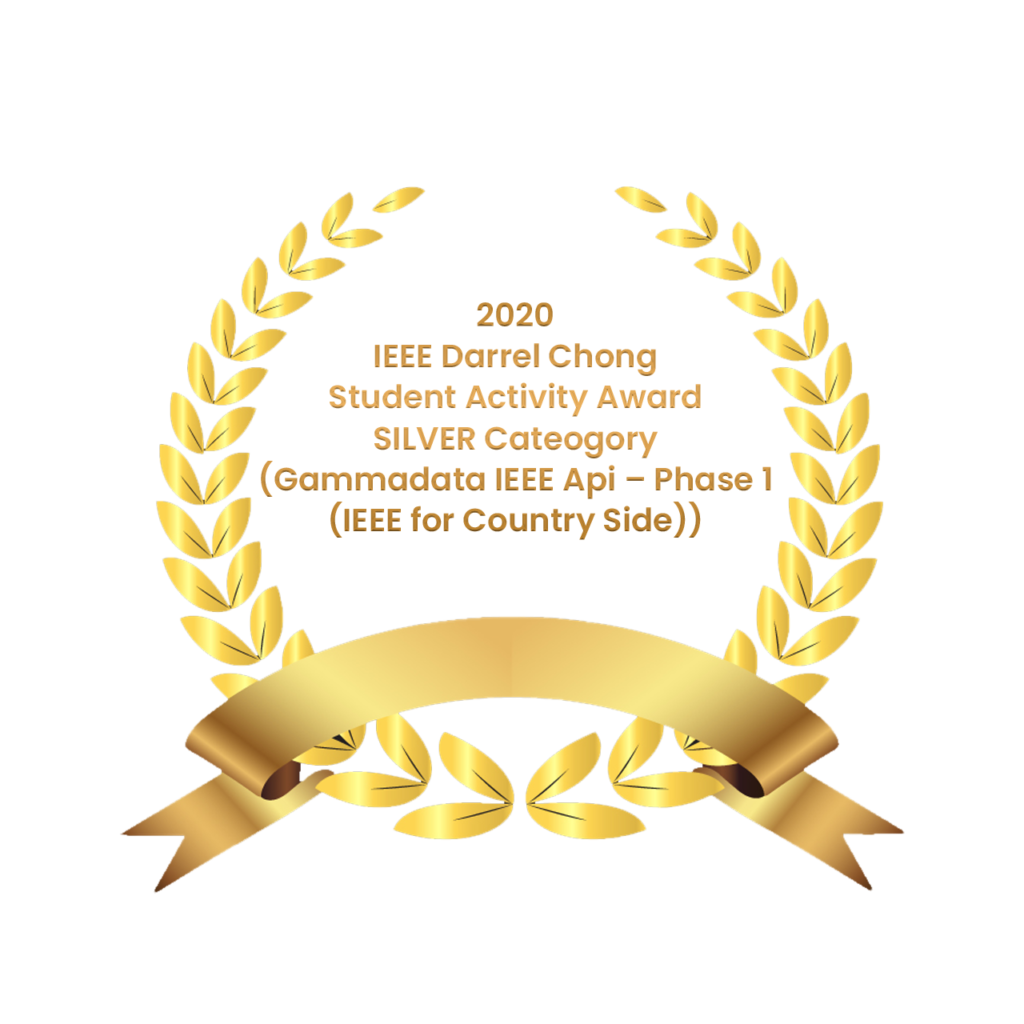 2020
IEEE Darrel Chong
Student Activity Award
SILVER Cateogory
(Gammadata IEEE Api – Phase 1
(IEEE for Country Side))